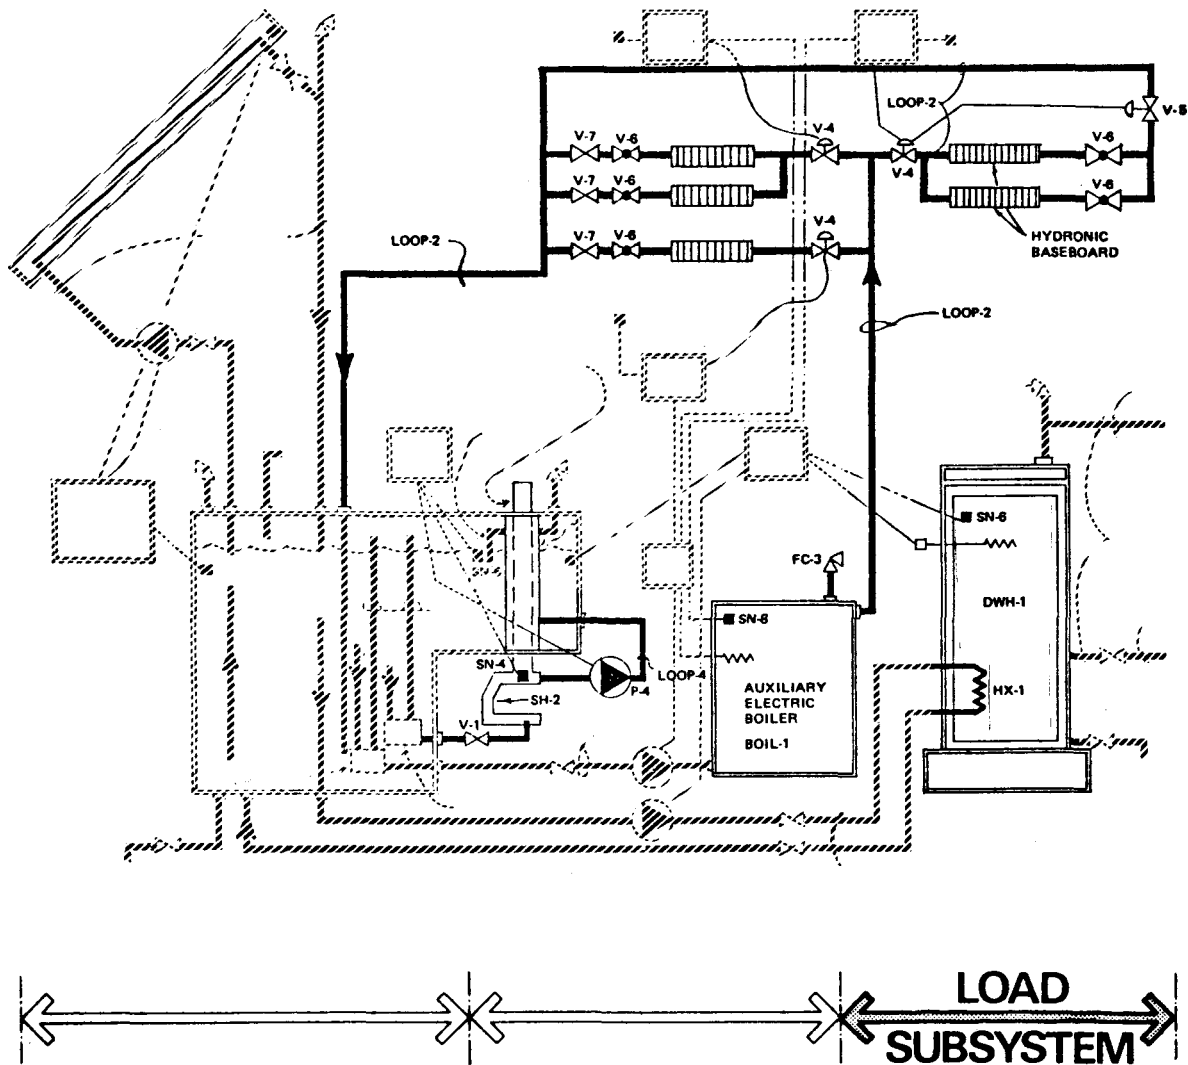 LOOP-2
V-5
V-4
V-7
V-6
V-4
V-6
V-7
V-6
V-6
V-4
V-7
V-6
LOOP-2
HYDRONIC
BASEBOARD
LOOP-2
SN-6
FC-3
DWH-1
SN-8
SN-4
LOOP-4
P-4
SH-2
AUXILIARY
ELECTRIC
BOILER
HX-1
V-1
BOIL-1
LOAD
SUBSYSTEM